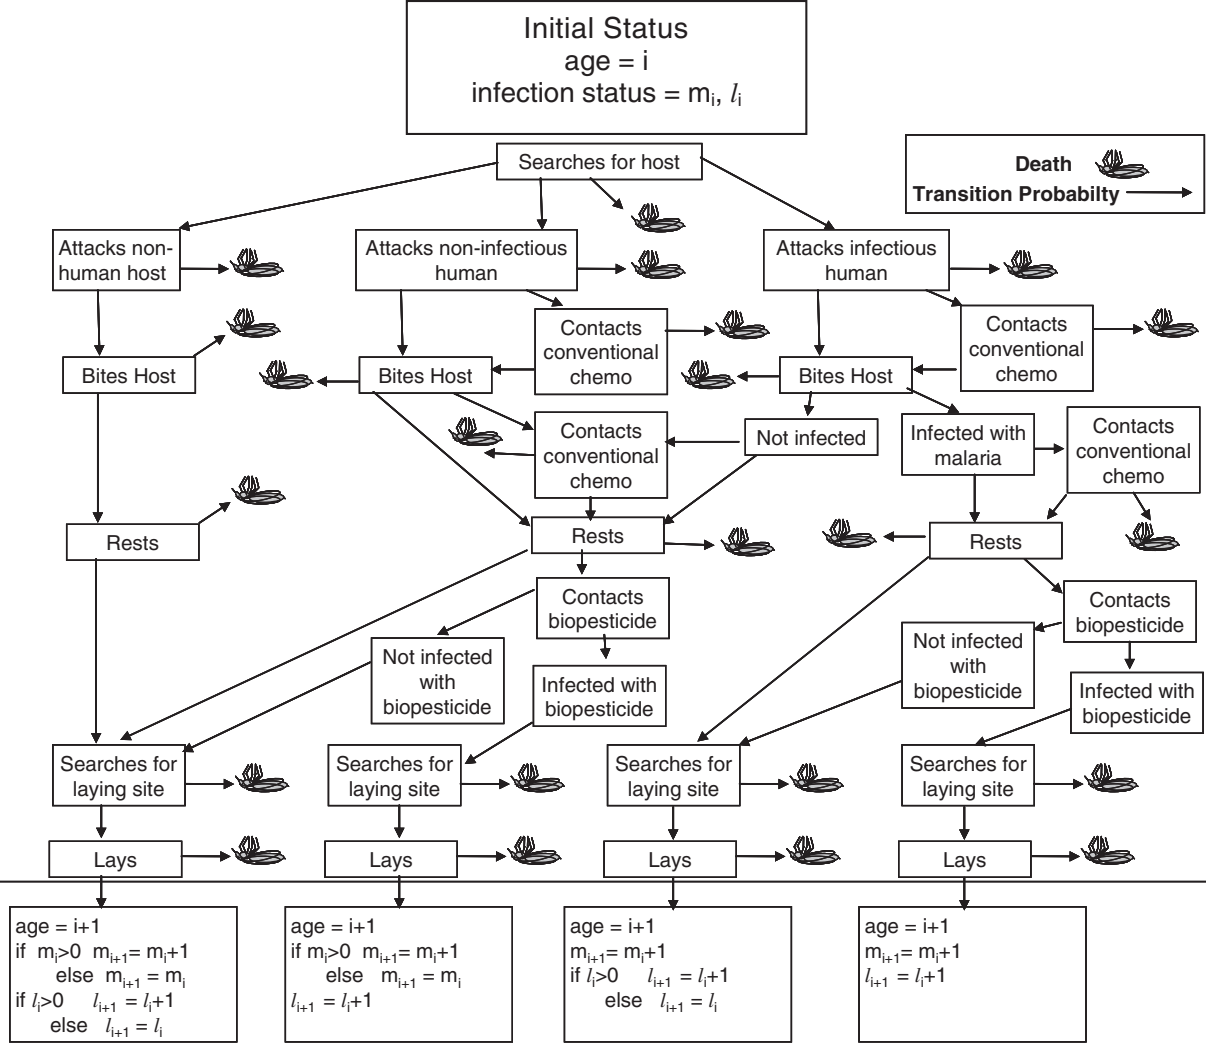 Initial Status
age = i
infection status = mᵢ, lᵢ
Death
Transition Probabilty
Searches for host
Attacks non-
human host
Attacks non-infectious
human
Attacks infectious
human
Contacts
conventional
chemo
Contacts
conventional
chemo
Bites Host
Bites Host
Bites Host
Contacts
conventional
chemo
Not infected
Infected with
malaria
Contacts
conventional
chemo
Rests
Rests
Rests
Contacts
biopesticide
Contacts
biopesticide
Not infected
with
biopesticide
Infected with
biopesticide
Not infected
with
biopesticide
Infected with
biopesticide
Searches for
laying site
Searches for
laying site
Searches for
laying site
Searches for
laying site
Lays
Lays
Lays
Lays
age = i+1
if mᵢ>0 mᵢ₊₁= mᵢ+1
else mᵢ₊₁ = mᵢ
if lᵢ>0 lᵢ₊₁ = lᵢ+1
else lᵢ₊₁ = lᵢ
age = i+1
if mᵢ>0 mᵢ₊₁= mᵢ+1
else mᵢ₊₁ = mᵢ
lᵢ₊₁ = lᵢ+1
age = i+1
mᵢ₊₁= mᵢ+1
if lᵢ>0 lᵢ₊₁ = lᵢ+1
else lᵢ₊₁ = lᵢ
age = i+1
mᵢ₊₁= mᵢ+1
lᵢ₊₁ = lᵢ+1